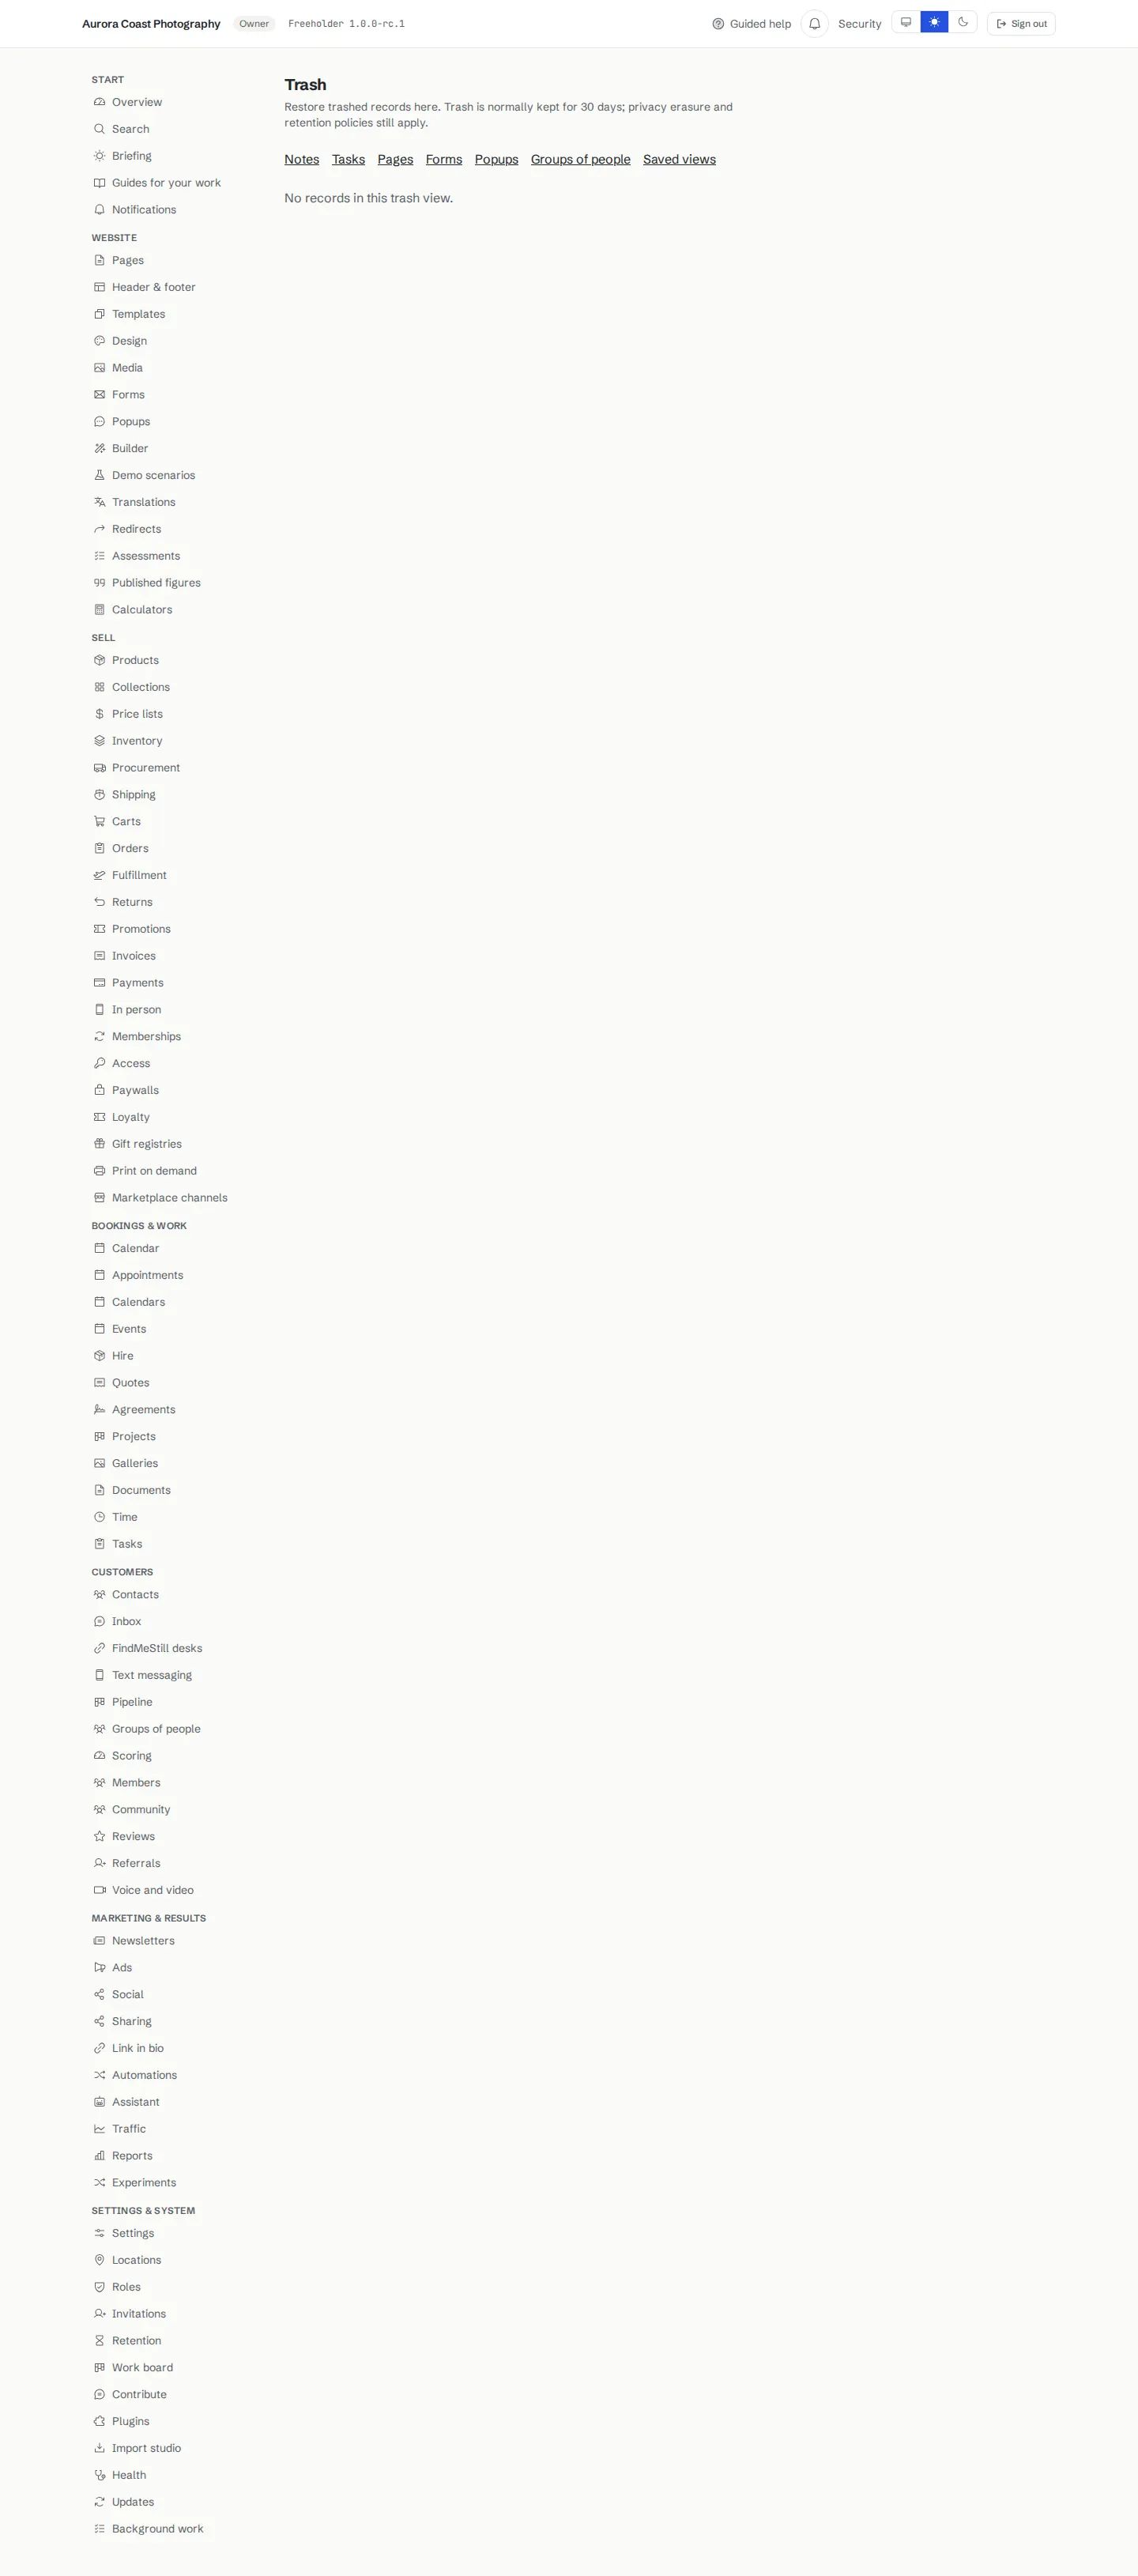 Aurora Coast Photography Owner Freeholder 1.0.0-rc.1 Guided help Security Sign out
START
Overview
Search
Briefing
Guides for your work
Notifications
WEBSITE
Pages
Header & footer
Templates
Design
Media
Forms
Popups
Builder
Demo scenarios
Translations
Redirects
Assessments
Published figures
Calculators
SELL
Products
Collections
Price lists
Inventory
Procurement
Shipping
Carts
Orders
Fulfillment
Returns
Promotions
Invoices
Payments
In person
Memberships
Access
Paywalls
Loyalty
Gift registries
Print on demand
Marketplace channels
BOOKINGS & WORK
Calendar
Appointments
Calendars
Events
Hire
Quotes
Agreements
Projects
Galleries
Documents
Time
Tasks
CUSTOMERS
Contacts
Inbox
FindMeStill desks
Text messaging
Pipeline
Groups of people
Scoring
Members
Community
Reviews
Referrals
Voice and video
MARKETING & RESULTS
Newsletters
Ads
Social
Sharing
Link in bio
Automations
Assistant
Traffic
Reports
Experiments
SETTINGS & SYSTEM
Settings
Locations
Roles
Invitations
Retention
Work board
Contribute
Plugins
Import studio
Health
Updates
Background work
Trash
Restore trashed records here. Trash is normally kept for 30 days; privacy erasure and
retention policies still apply.
Notes Tasks Pages Forms Popups Groups of people Saved views
No records in this trash view.